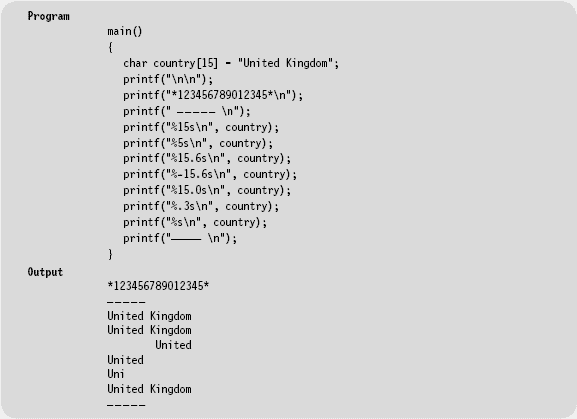 Program
main()
{
char country[15] = "United Kingdom";
printf("\n\n");
printf("*123456789012345*\n");
printf(" ––––– \n");
printf("%15s\n", country);
printf("%5s\n", country);
printf("%15.6s\n", country);
printf("%-15.6s\n", country);
printf("%15.0s\n", country);
printf("%.3s\n", country);
printf("%s\n", country);
printf("––––– \n");
}
Output
*123456789012345*
–––––
United Kingdom
United Kingdom
United
United
Uni
United Kingdom
–––––